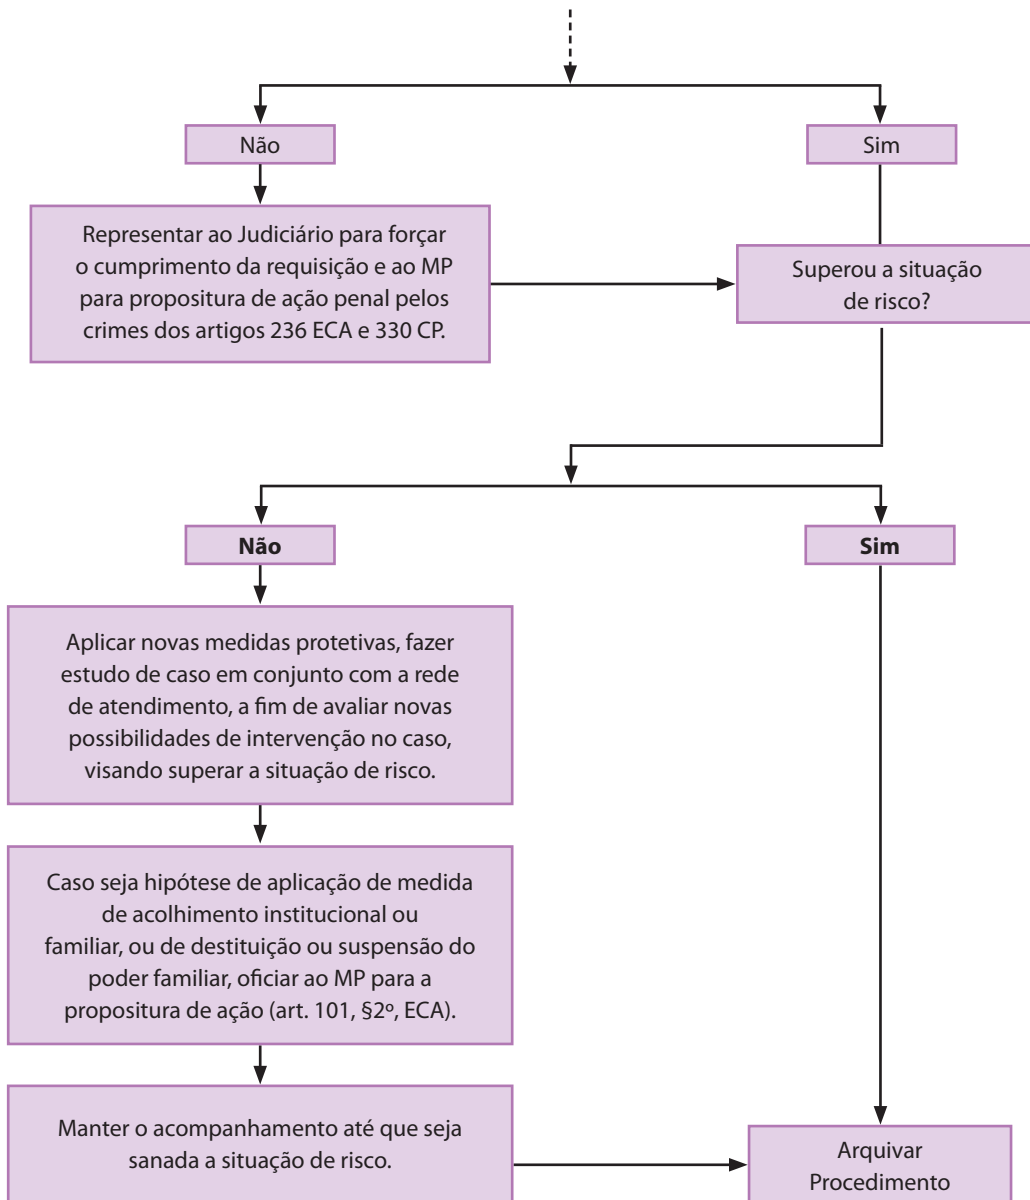 Não
Sim
Representar ao Judiciário para forçar
o cumprimento da requisição e ao MP
para propositura de ação penal pelos
crimes dos artigos 236 ECA e 330 CP.
Superou a situação
de risco?
Não
Sim
Aplicar novas medidas protetivas, fazer
estudo de caso em conjunto com a rede
de atendimento, a fim de avaliar novas
possibilidades de intervenção no caso,
visando superar a situação de risco.
Caso seja hipótese de aplicação de medida
de acolhimento institucional ou
familiar, ou de destituição ou suspensão do
poder familiar, oficiar ao MP para a
propositura de ação (art. 101, §2º, ECA).
Manter o acompanhamento até que seja
sanada a situação de risco.
Arquivar
Procedimento